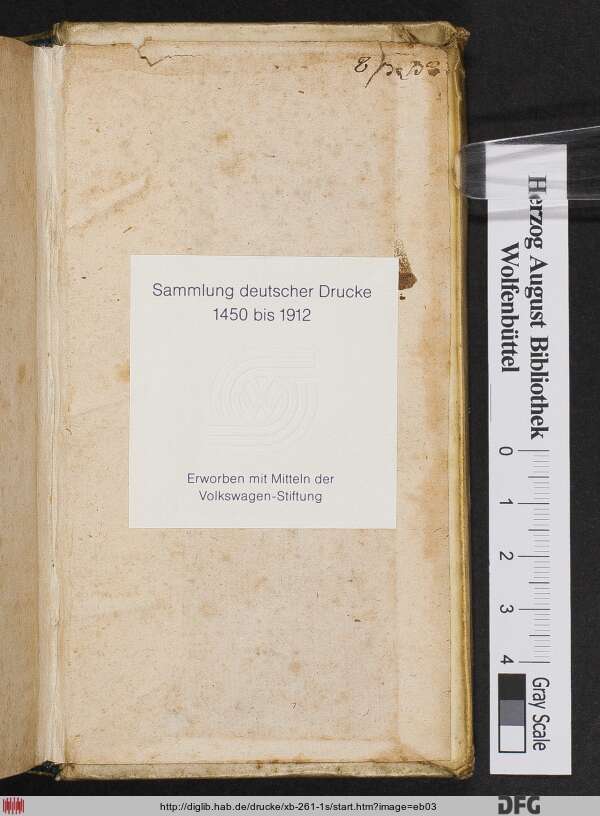 Sammlung deutscher Drucke
1450 bis 1912
Erworben mit Mitteln der
Volkswagen-Stiftung
Herzog August Bibliothek
Wolfenbüttel
0 1 2 3 4
Gray Scale
http://diglib.hab.de/drucke/xb-261-1s/start.htm?image=eb03
DFG